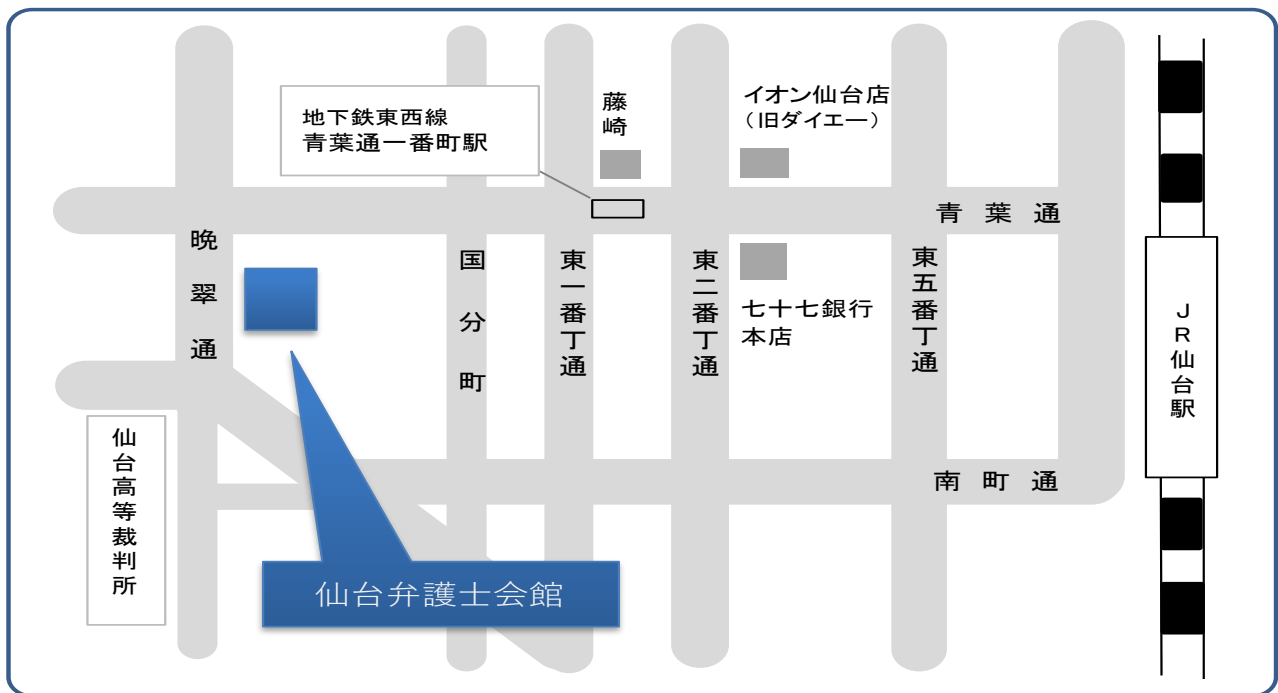 地下鉄東西線
青葉通一番町駅
藤崎
イオン仙台店
（旧ダイエー）
青葉通
晩翠通
国分町
東一番丁通
東二番丁通
七十七銀行
本店
東五番丁通
JR仙台駅
仙台高等裁判所
南町通
仙台弁護士会館